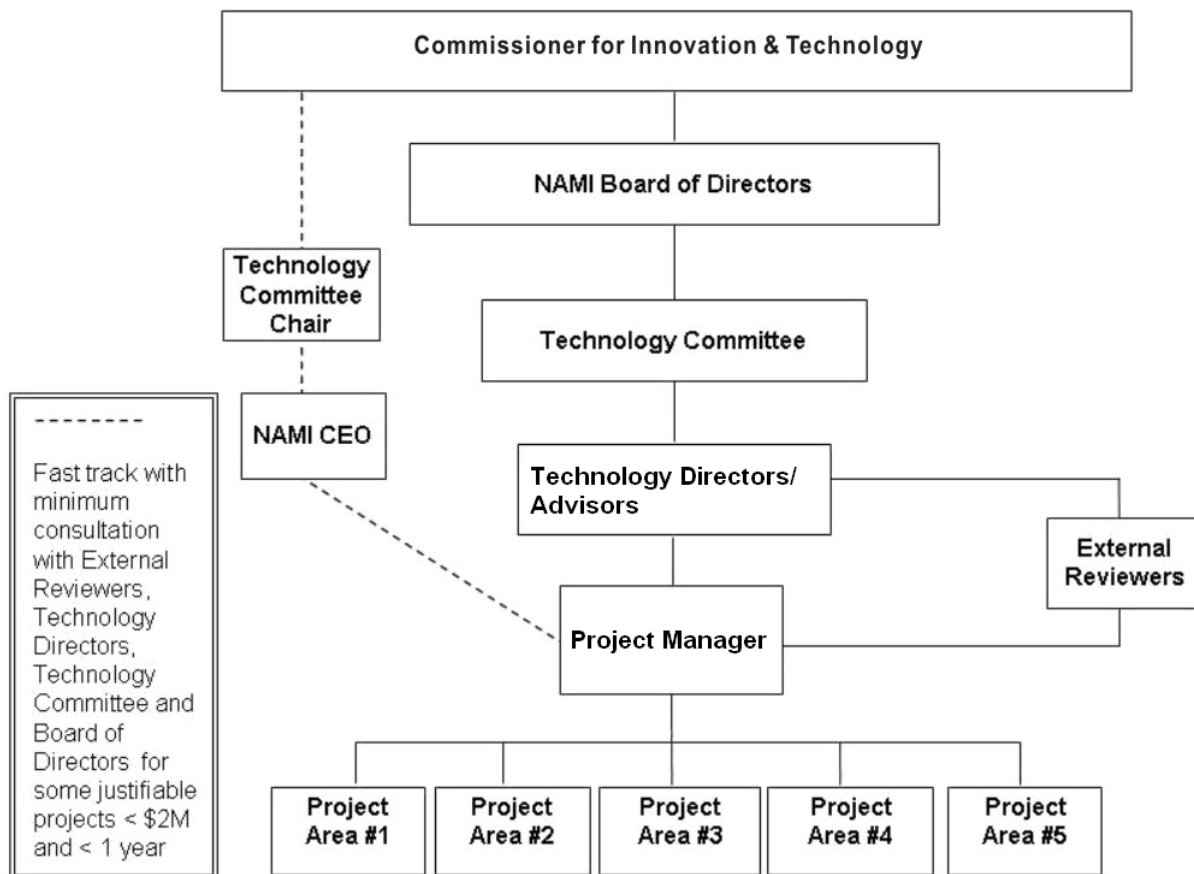 Commissioner for Innovation & Technology
NAMI Board of Directors
Technology
Committee
Chair
Technology Committee
NAMI CEO
Technology Directors/
Advisors
External
Reviewers
Project Manager
--------
Fast track with
minimum
consultation
with External
Reviewers,
Technology
Directors,
Technology
Committee and
Board of
Directors for
some justifiable
projects < $2M
and < 1 year
Project
Area #1
Project
Area #2
Project
Area #3
Project
Area #4
Project
Area #5